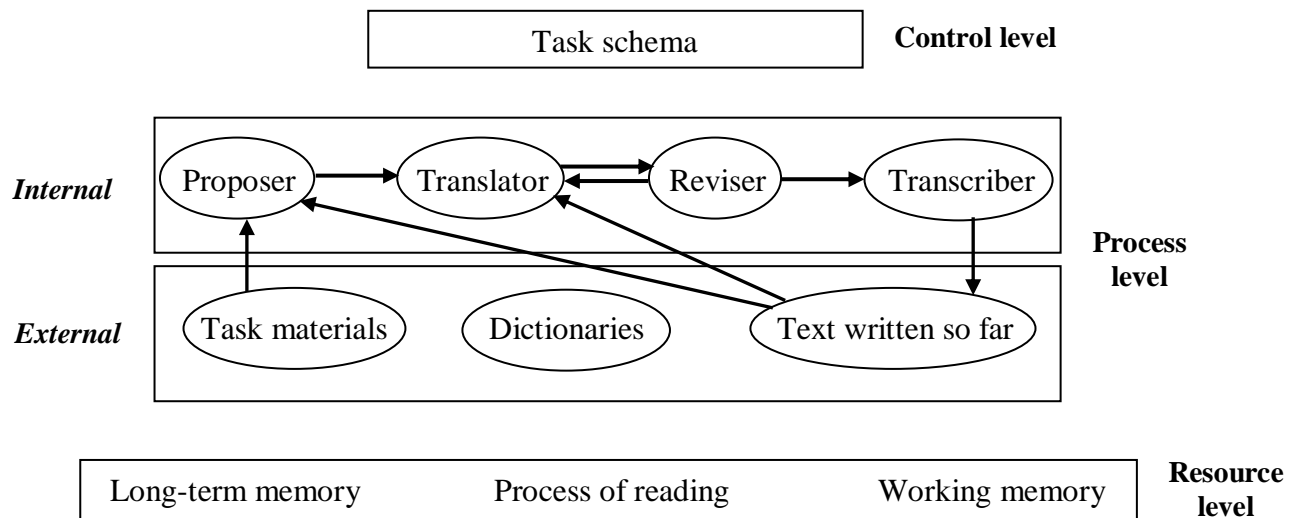 Task schema
Control level
Internal
Proposer
Translator
Reviser
Transcriber
Process
level
External
Task materials
Dictionaries
Text written so far
Long-term memory
Process of reading
Working memory
Resource
level